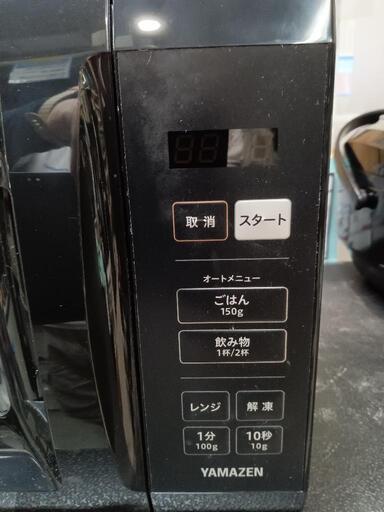 取消 スタート
オートメニュー
ごはん
150g
飲み物
1杯/2杯
レンジ 解凍
1分 10秒
100g 10g
YAMAZEN